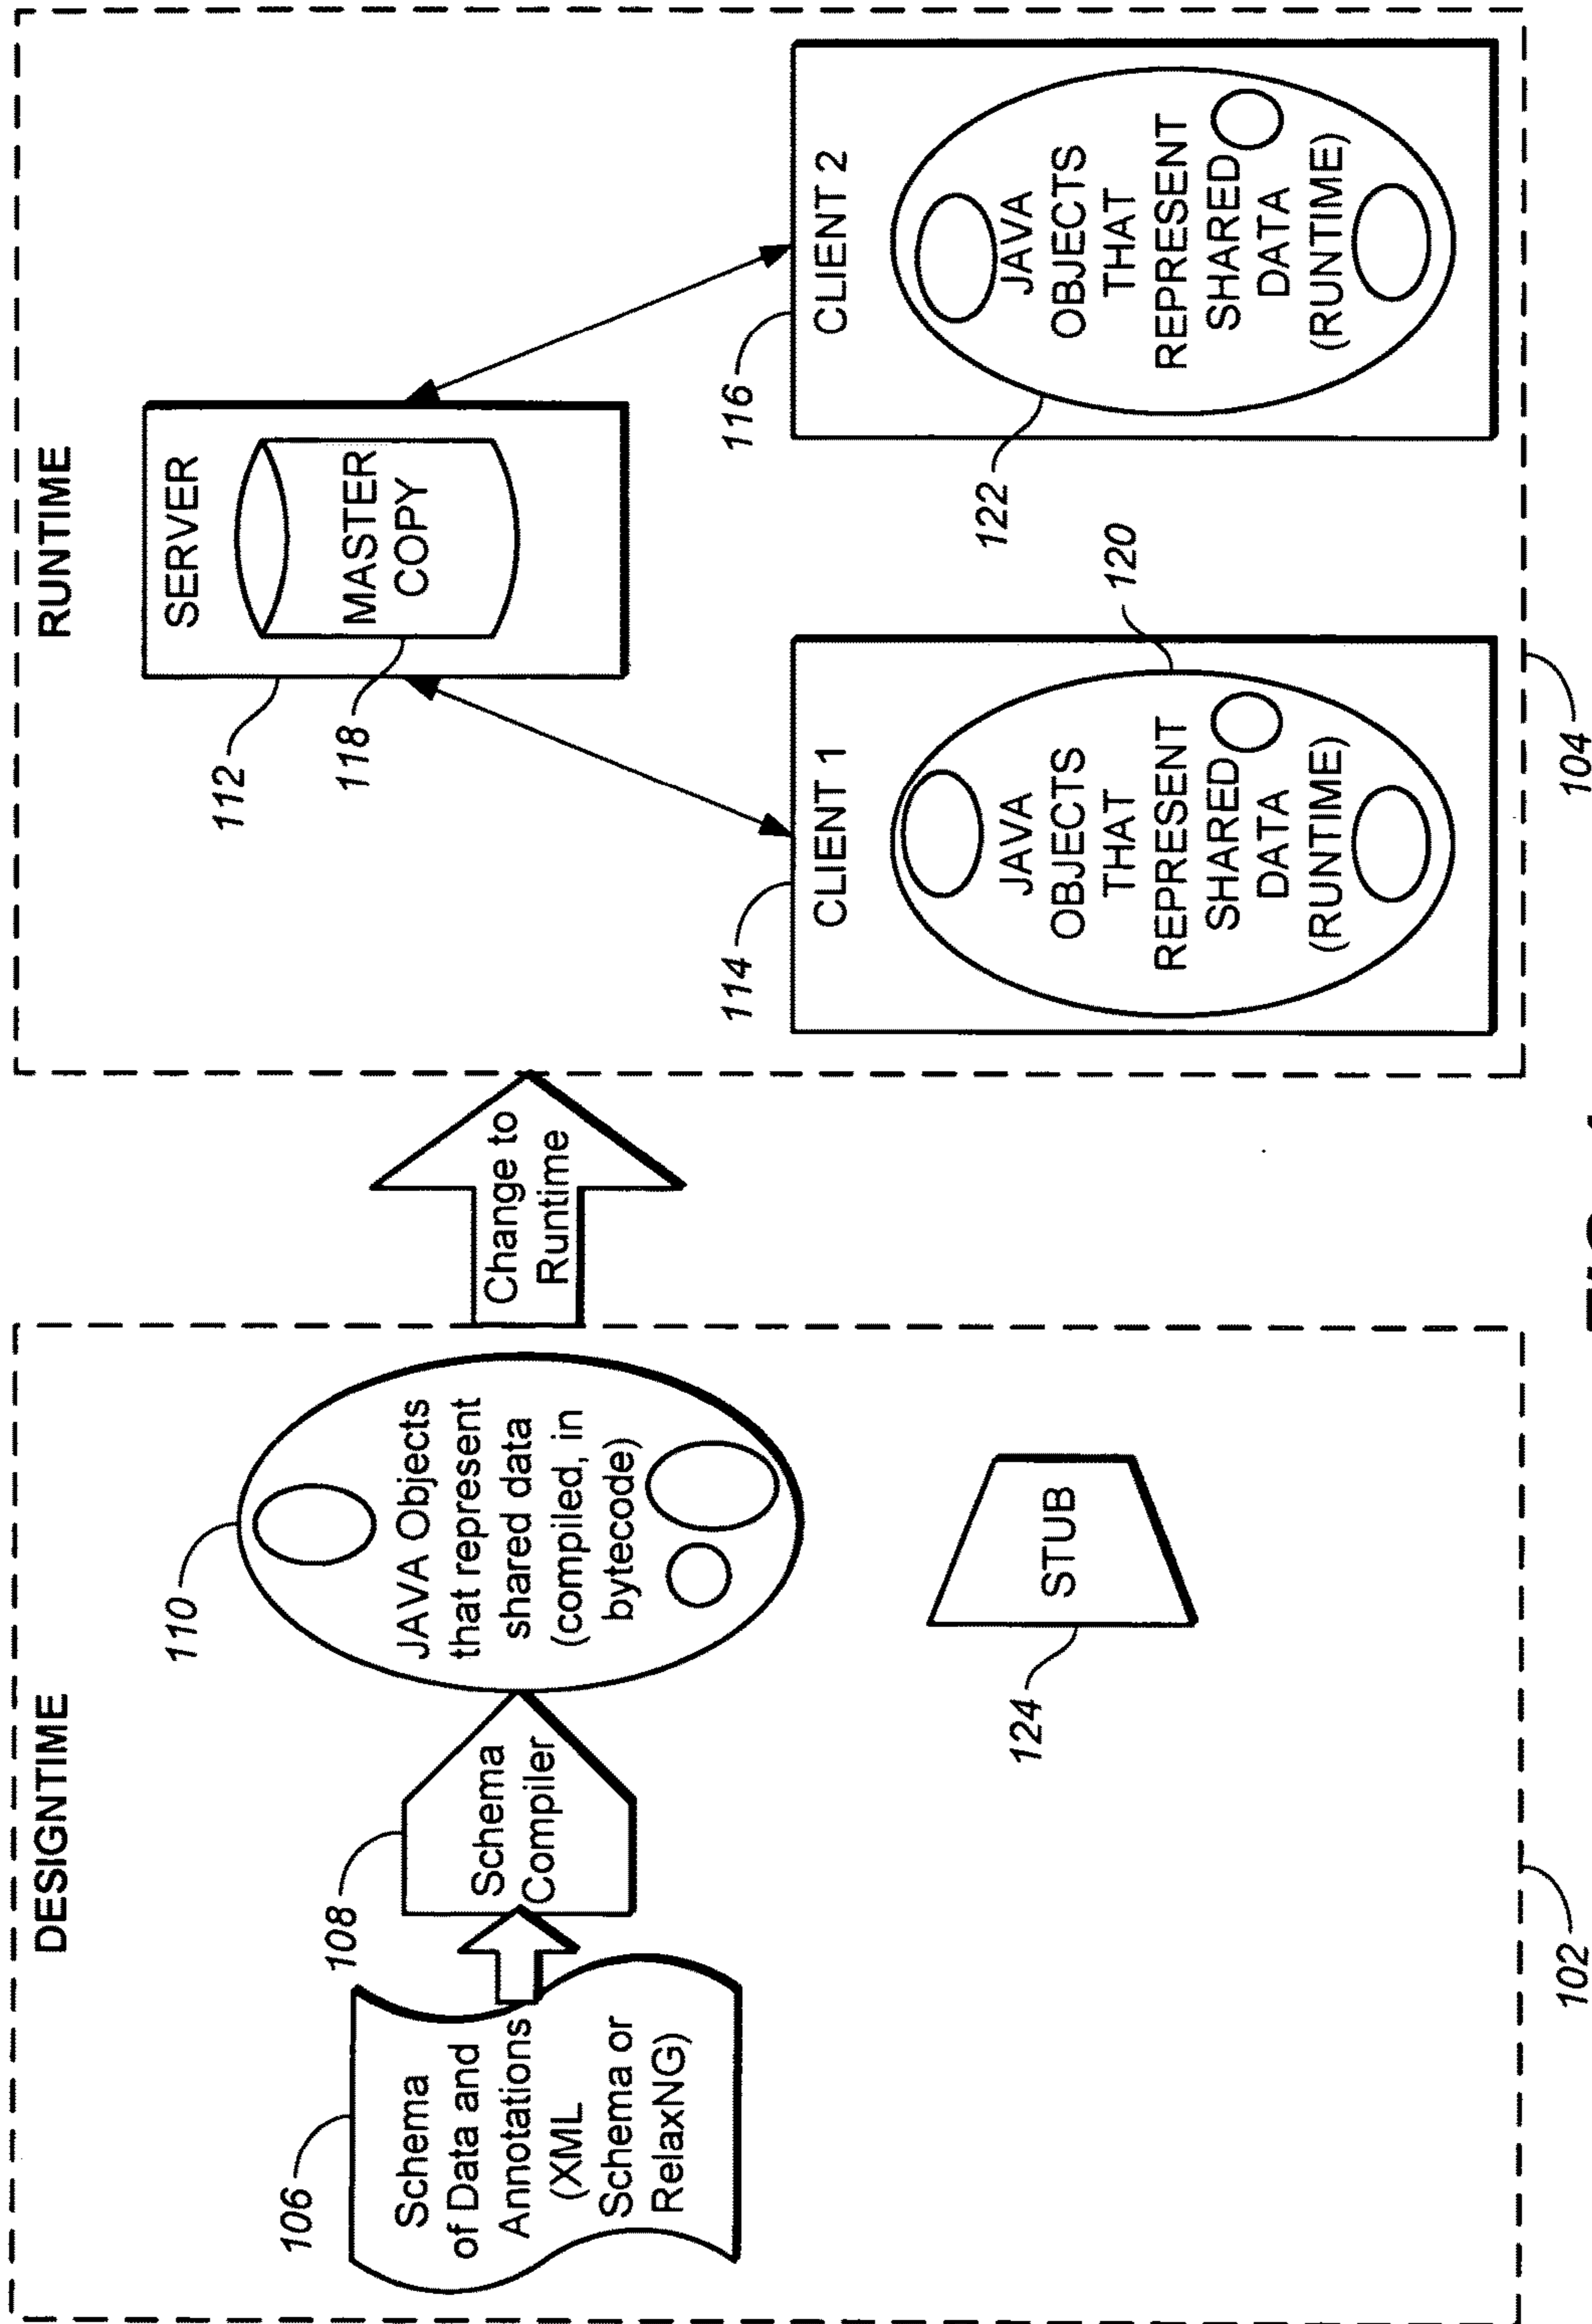 DESIGNTIME
106
Schema
of Data and
Annotations
(XML
Schema or
RelaxNG)
108
Schema
Compiler
110
JAVA Objects
that represent
shared data
(compiled, in
bytecode)
STUB
124
102
Change to
Runtime
RUNTIME
SERVER
MASTER
COPY
112
118
114
CLIENT 1
JAVA
OBJECTS
THAT
REPRESENT
SHARED
DATA
(RUNTIME)
120
116
CLIENT 2
JAVA
OBJECTS
THAT
REPRESENT
SHARED
DATA
(RUNTIME)
122
104